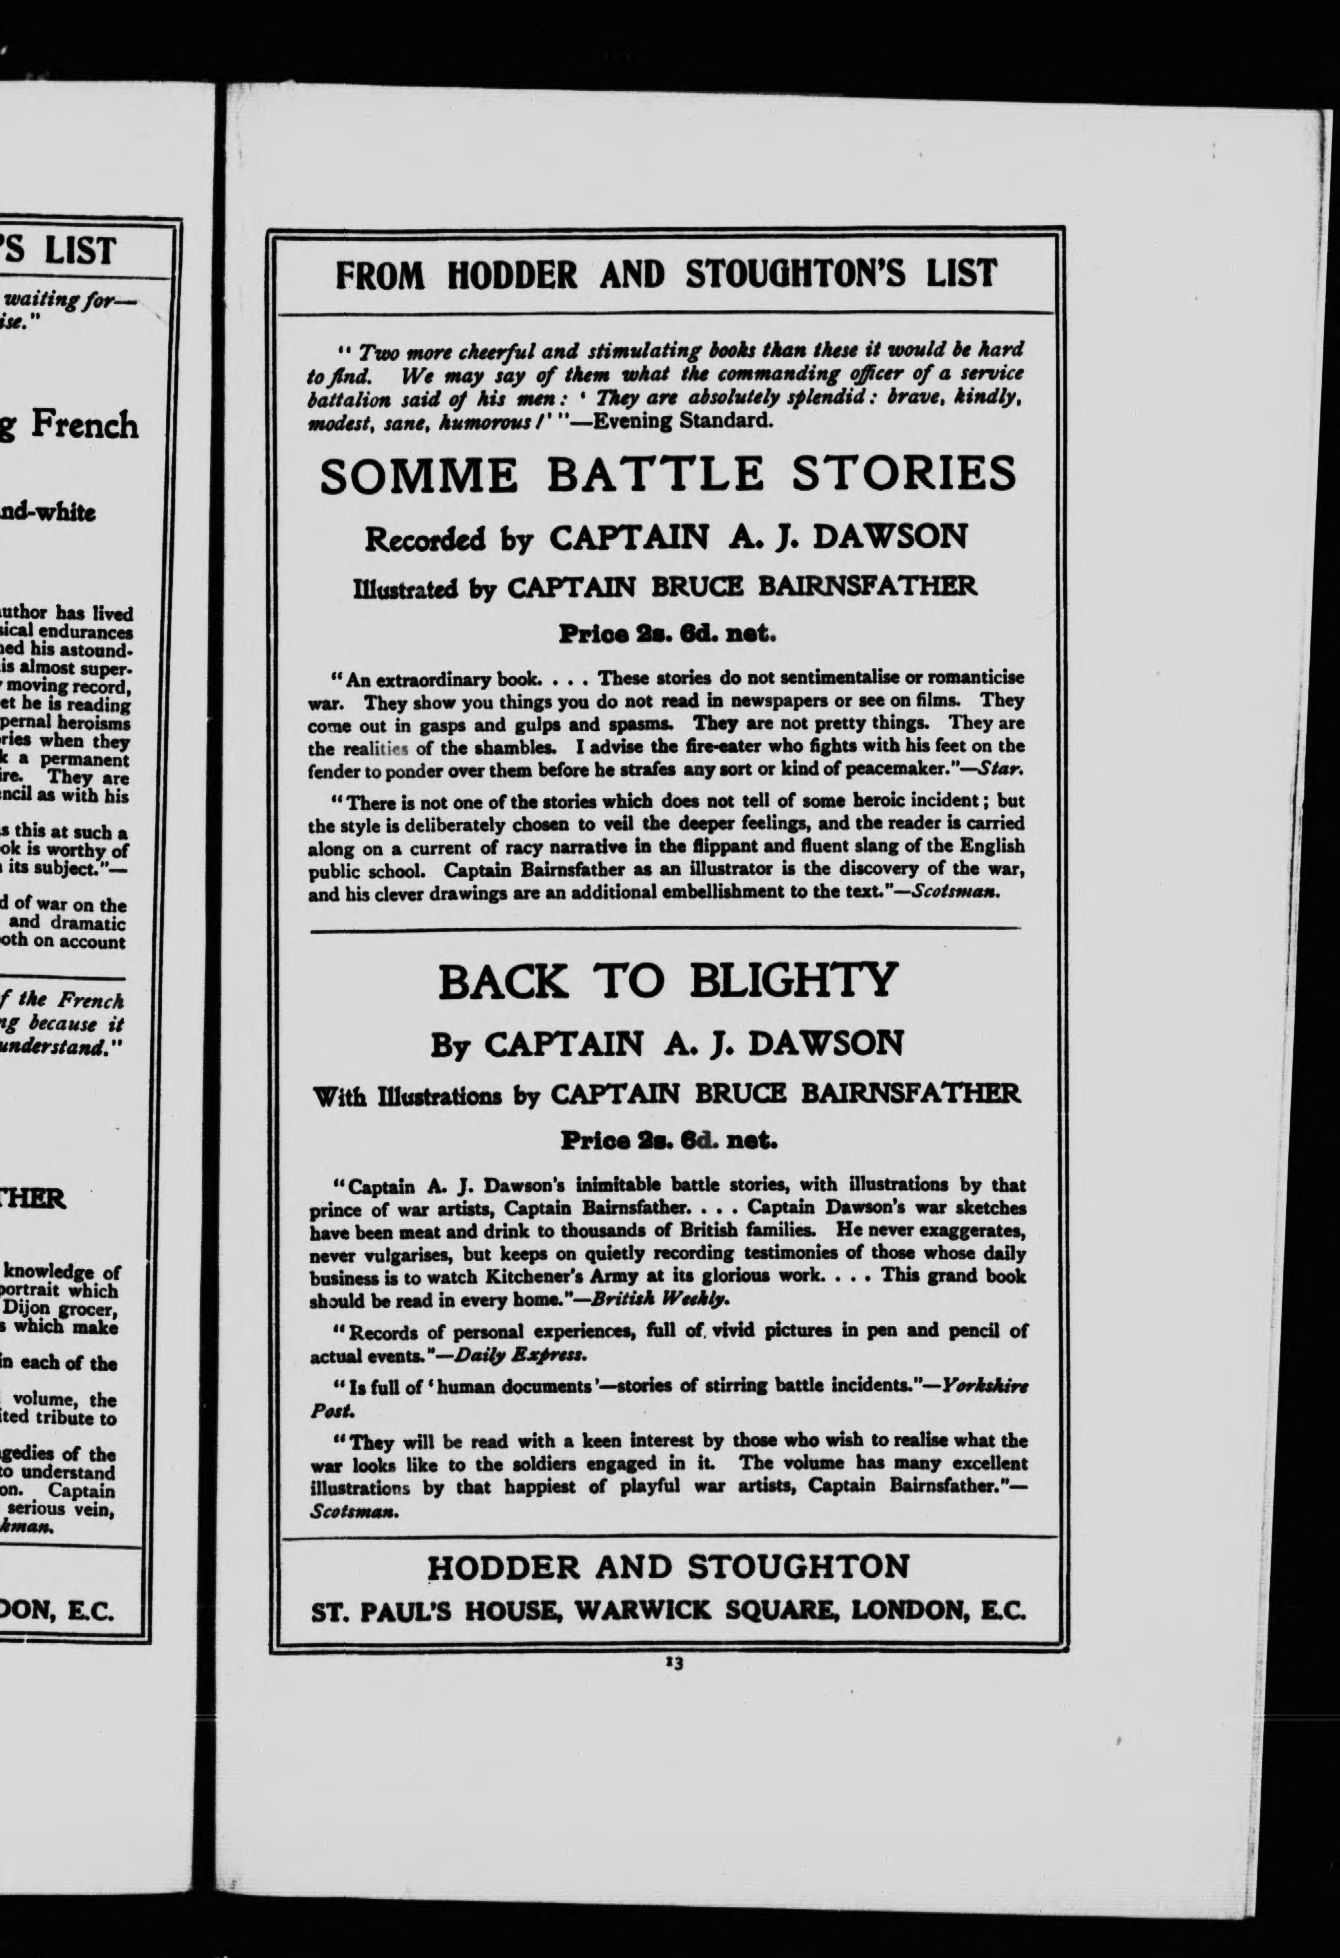 'S LIST
waiting for—
ise."
g French
nd-white
uthor has lived
sical endurances
ned his astound-
is almost super-
moving record,
et he is reading
pernal heroisms
ries when they
k a permanent
ire. They are
encil as with his
s this at such a
ok is worthy of
its subject."—
d of war on the
and dramatic
oth on account
f the French
ng because it
understand."
THER
knowledge of
portrait which
Dijon grocer,
s which make
in each of the
volume, the
ited tribute to
gedies of the
to understand
on. Captain
serious vein,
kman.
DON, E.C.
FROM HODDER AND STOUGHTON'S LIST
" Two more cheerful and stimulating books than these it would be hard
to find. We may say of them what the commanding officer of a service
battalion said of his men: ' They are absolutely splendid: brave, kindly,
modest, sane, humorous!' "—Evening Standard.
SOMME BATTLE STORIES
Recorded by CAPTAIN A. J. DAWSON
Illustrated by CAPTAIN BRUCE BAIRNSFATHER
Price 2s. 6d. net.
"An extraordinary book. . . . These stories do not sentimentalise or romanticise
war. They show you things you do not read in newspapers or see on films. They
come out in gasps and gulps and spasms. They are not pretty things. They are
the realities of the shambles. I advise the fire-eater who fights with his feet on the
fender to ponder over them before he strafes any sort or kind of peacemaker."—Star.
"There is not one of the stories which does not tell of some heroic incident; but
the style is deliberately chosen to veil the deeper feelings, and the reader is carried
along on a current of racy narrative in the flippant and fluent slang of the English
public school. Captain Bairnsfather as an illustrator is the discovery of the war,
and his clever drawings are an additional embellishment to the text."—Scotsman.
BACK TO BLIGHTY
By CAPTAIN A. J. DAWSON
With Illustrations by CAPTAIN BRUCE BAIRNSFATHER
Price 2s. 6d. net.
"Captain A. J. Dawson's inimitable battle stories, with illustrations by that
prince of war artists, Captain Bairnsfather. . . . Captain Dawson's war sketches
have been meat and drink to thousands of British families. He never exaggerates,
never vulgarises, but keeps on quietly recording testimonies of those whose daily
business is to watch Kitchener's Army at its glorious work. . . . This grand book
should be read in every home."—British Weekly.
"Records of personal experiences, full of vivid pictures in pen and pencil of
actual events."—Daily Express.
"Is full of 'human documents'—stories of stirring battle incidents."—Yorkshire
Post.
"They will be read with a keen interest by those who wish to realise what the
war looks like to the soldiers engaged in it. The volume has many excellent
illustrations by that happiest of playful war artists, Captain Bairnsfather."—
Scotsman.
HODDER AND STOUGHTON
ST. PAUL'S HOUSE, WARWICK SQUARE, LONDON, E.C.
13